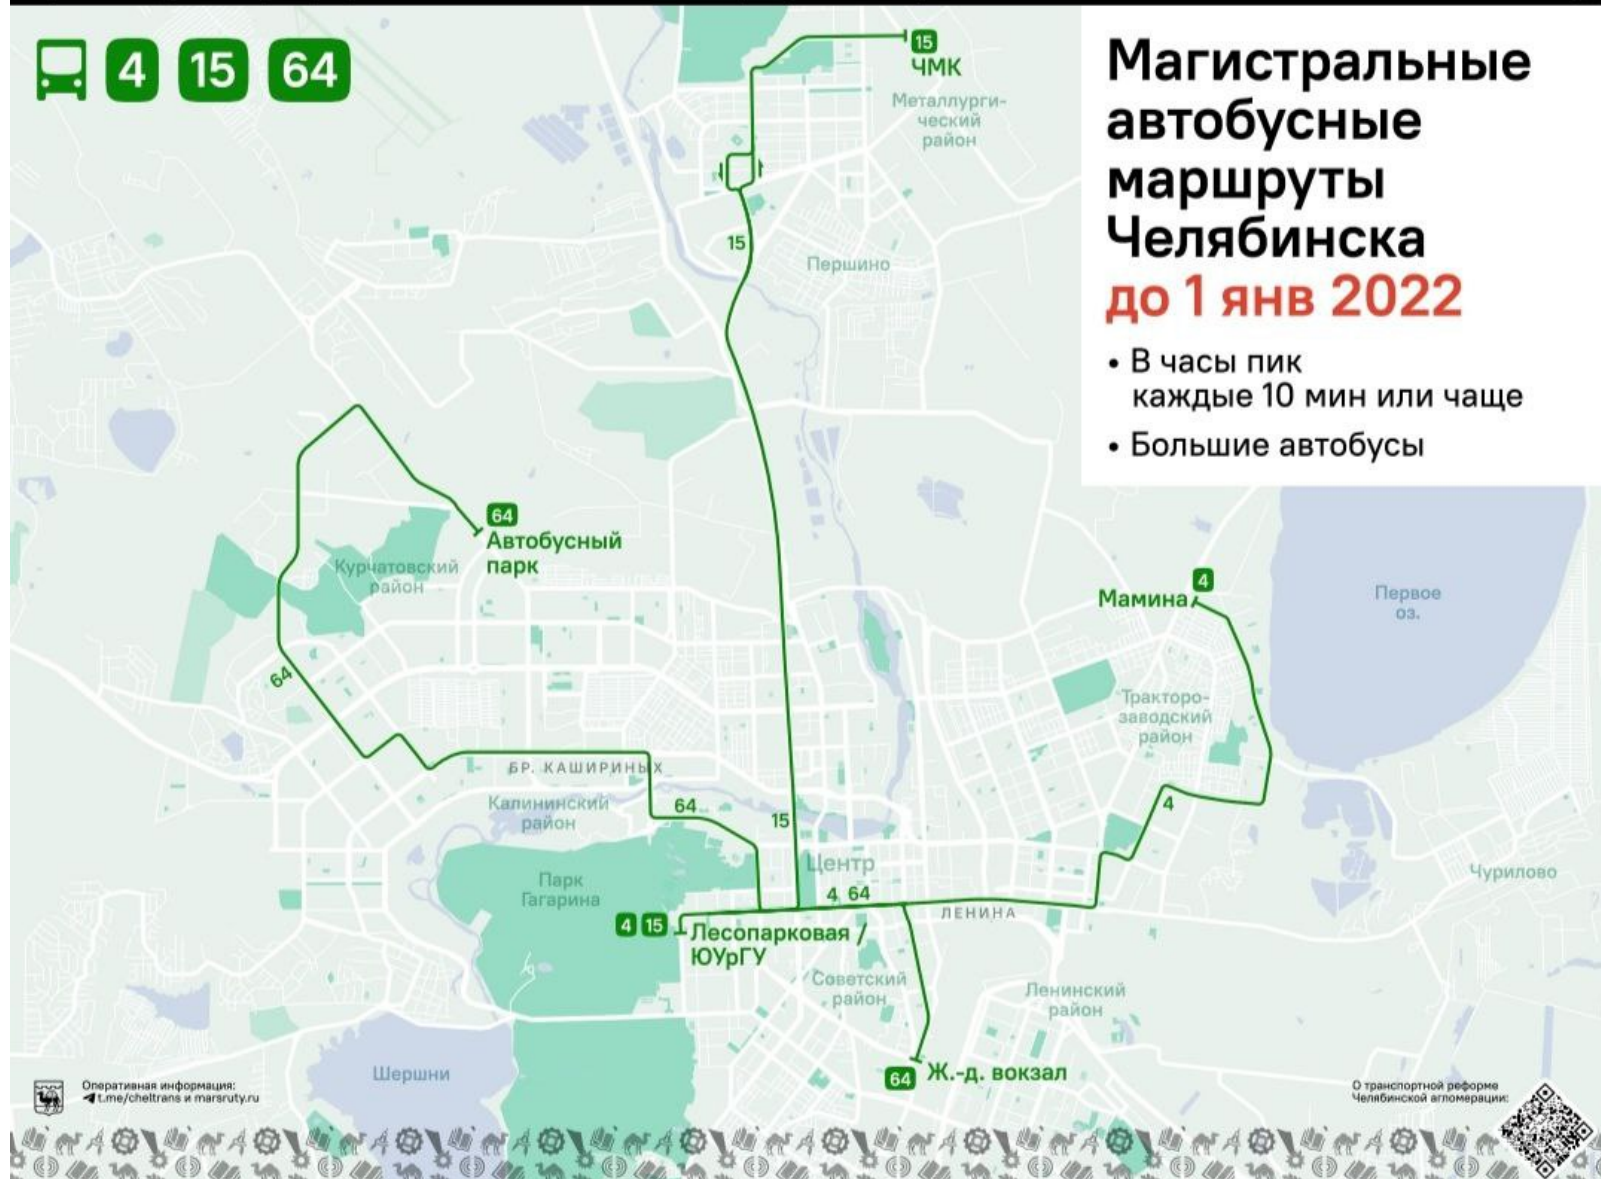 4 15 64
Магистральные
автобусные
маршруты
Челябинска
до 1 янв 2022
• В часы пик
каждые 10 мин или чаще
• Большие автобусы
15
ЧМК
Металлурги-
ческий
район
15
Першино
64
Автобусный
парк
Курчатовский
район
4
Мамина
Первое
оз.
64
Тракторо-
заводский
район
БР. КАШИРИНЫХ
Калининский
район
64
15
4
Центр
Чурилово
Парк
Гагарина
4 64
ЛЕНИНА
4 15
Лесопарковая /
ЮУрГУ
Советский
район
Ленинский
район
Шершни
64
Ж.-д. вокзал
Оперативная информация:
t.me/cheltrans и marsruty.ru
О транспортной реформе
Челябинской агломерации: